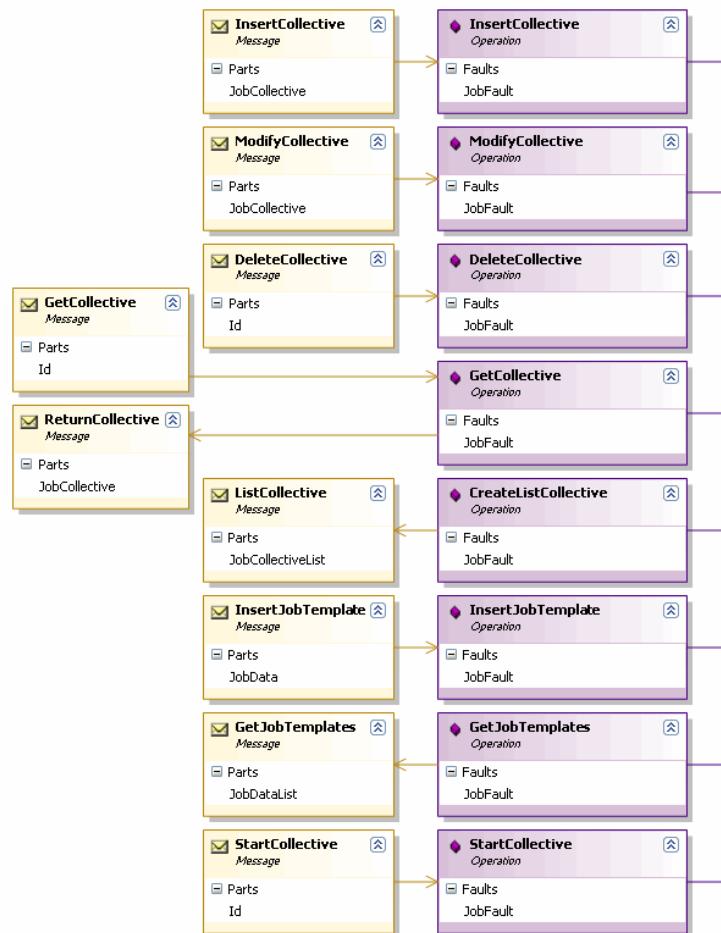 InsertCollective
Message
Parts
JobCollective
InsertCollective
Operation
Faults
JobFault
ModifyCollective
Message
Parts
JobCollective
ModifyCollective
Operation
Faults
JobFault
DeleteCollective
Message
Parts
Id
DeleteCollective
Operation
Faults
JobFault
GetCollective
Message
Parts
Id
GetCollective
Operation
Faults
JobFault
ReturnCollective
Message
Parts
JobCollective
ListCollective
Message
Parts
JobCollectiveList
CreateListCollective
Operation
Faults
JobFault
InsertJobTemplate
Message
Parts
JobData
InsertJobTemplate
Operation
Faults
JobFault
GetJobTemplates
Message
Parts
JobDataList
GetJobTemplates
Operation
Faults
JobFault
StartCollective
Message
Parts
Id
StartCollective
Operation
Faults
JobFault